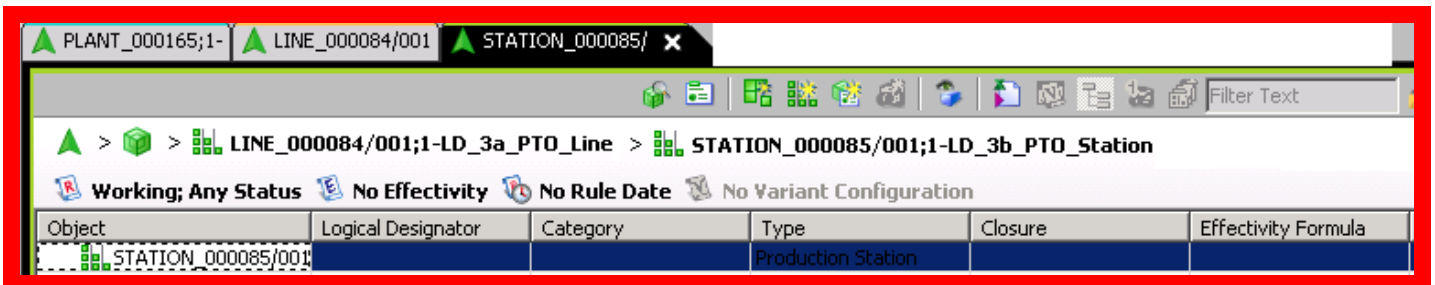 PLANT_000165;1- LINE_000084/001 STATION_000085/
Filter Text
> > LINE_000084/001;1-LD_3a_PTO_Line > STATION_000085/001;1-LD_3b_PTO_Station
Working; Any Status No Effectivity No Rule Date No Variant Configuration
Object Logical Designator Category Type Closure Effectivity Formula
STATION_000085/001; Production Station